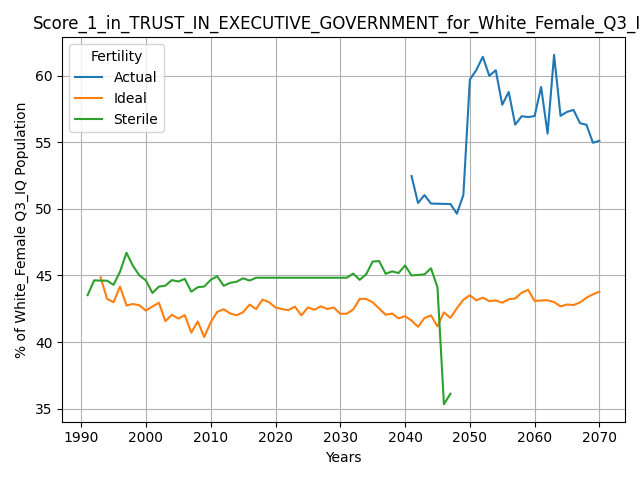 Score_1_in_TRUST_IN_EXECUTIVE_GOVERNMENT_for_White_Female_Q3_I
Fertility
Actual
Ideal
Sterile
% of White_Female Q3_IQ Population
60
55
50
45
40
35
1990
2000
2010
2020
2030
2040
2050
2060
2070
Years